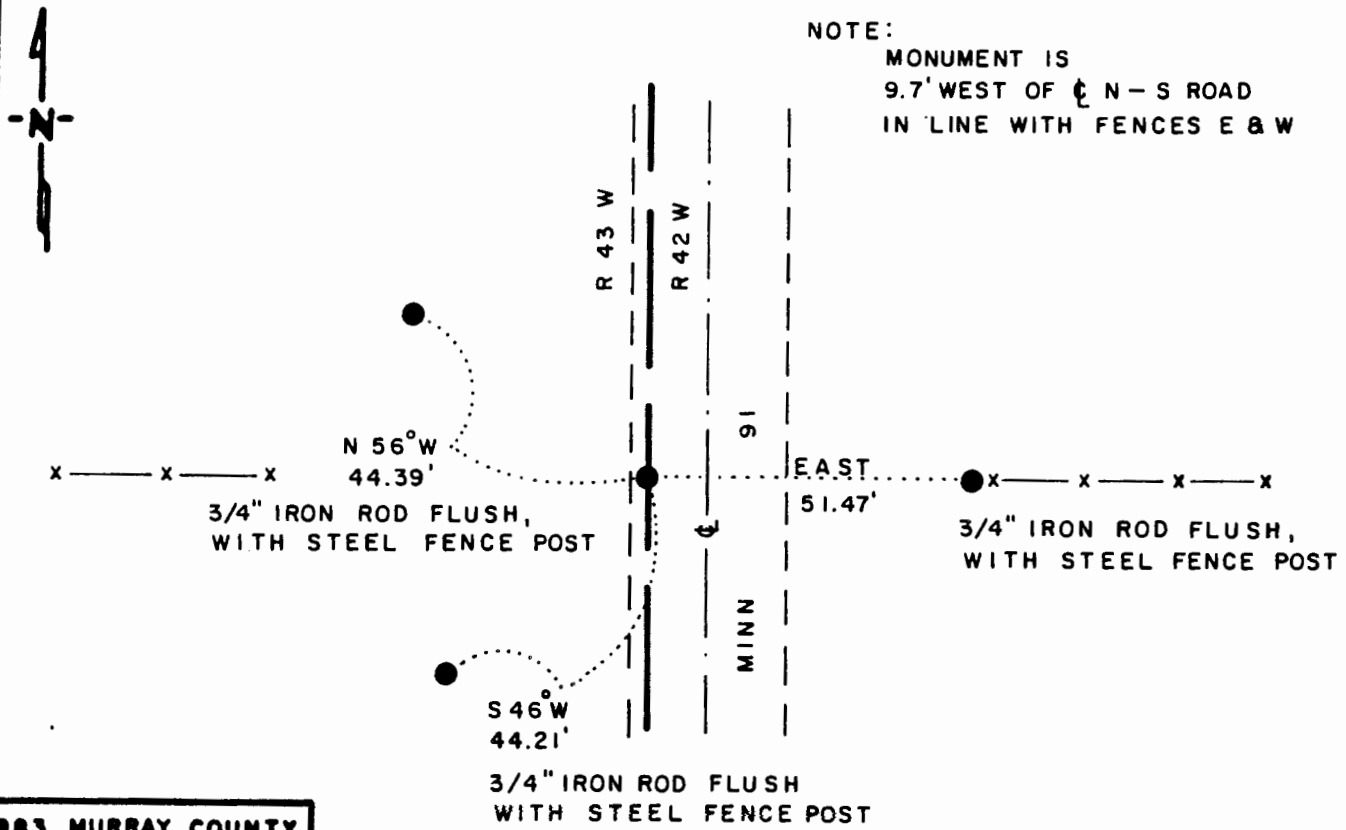 NOTE:
MONUMENT IS
9.7' WEST OF ℄ N-S ROAD
IN LINE WITH FENCES E & W
-N-
R 43 W
R 42 W
N 56° W
44.39'
3/4" IRON ROD FLUSH,
WITH STEEL FENCE POST
x x x
EAST
51.47'
x x x x
3/4" IRON ROD FLUSH,
WITH STEEL FENCE POST
℄
MINN 91
S 46° W
44.21'
3/4" IRON ROD FLUSH
WITH STEEL FENCE POST
MURRAY COUNTY